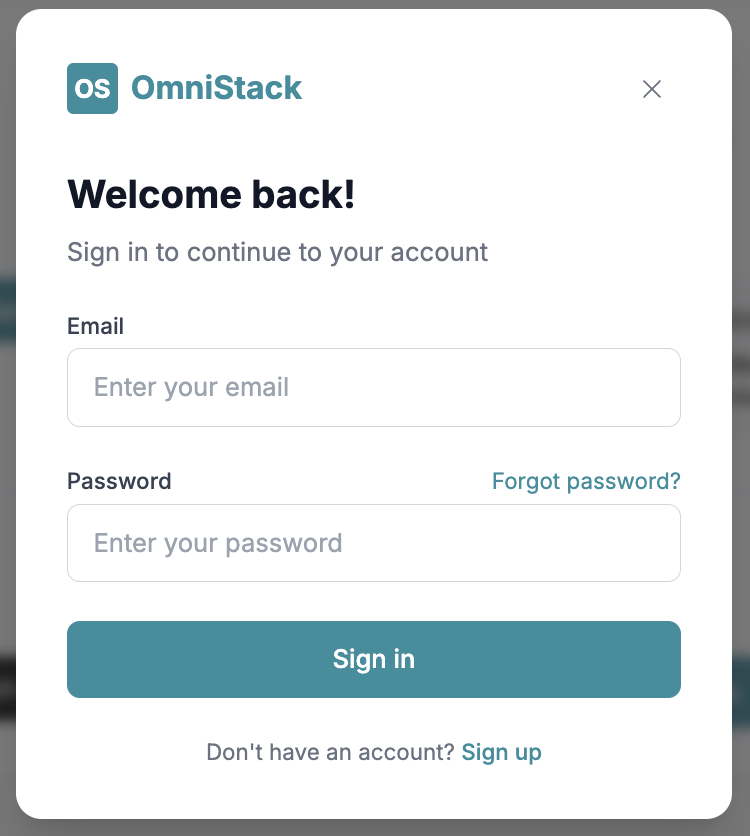 OS OmniStack
Welcome back!
Sign in to continue to your account
Email
Enter your email
Password Forgot password?
Enter your password
Sign in
Don't have an account? Sign up